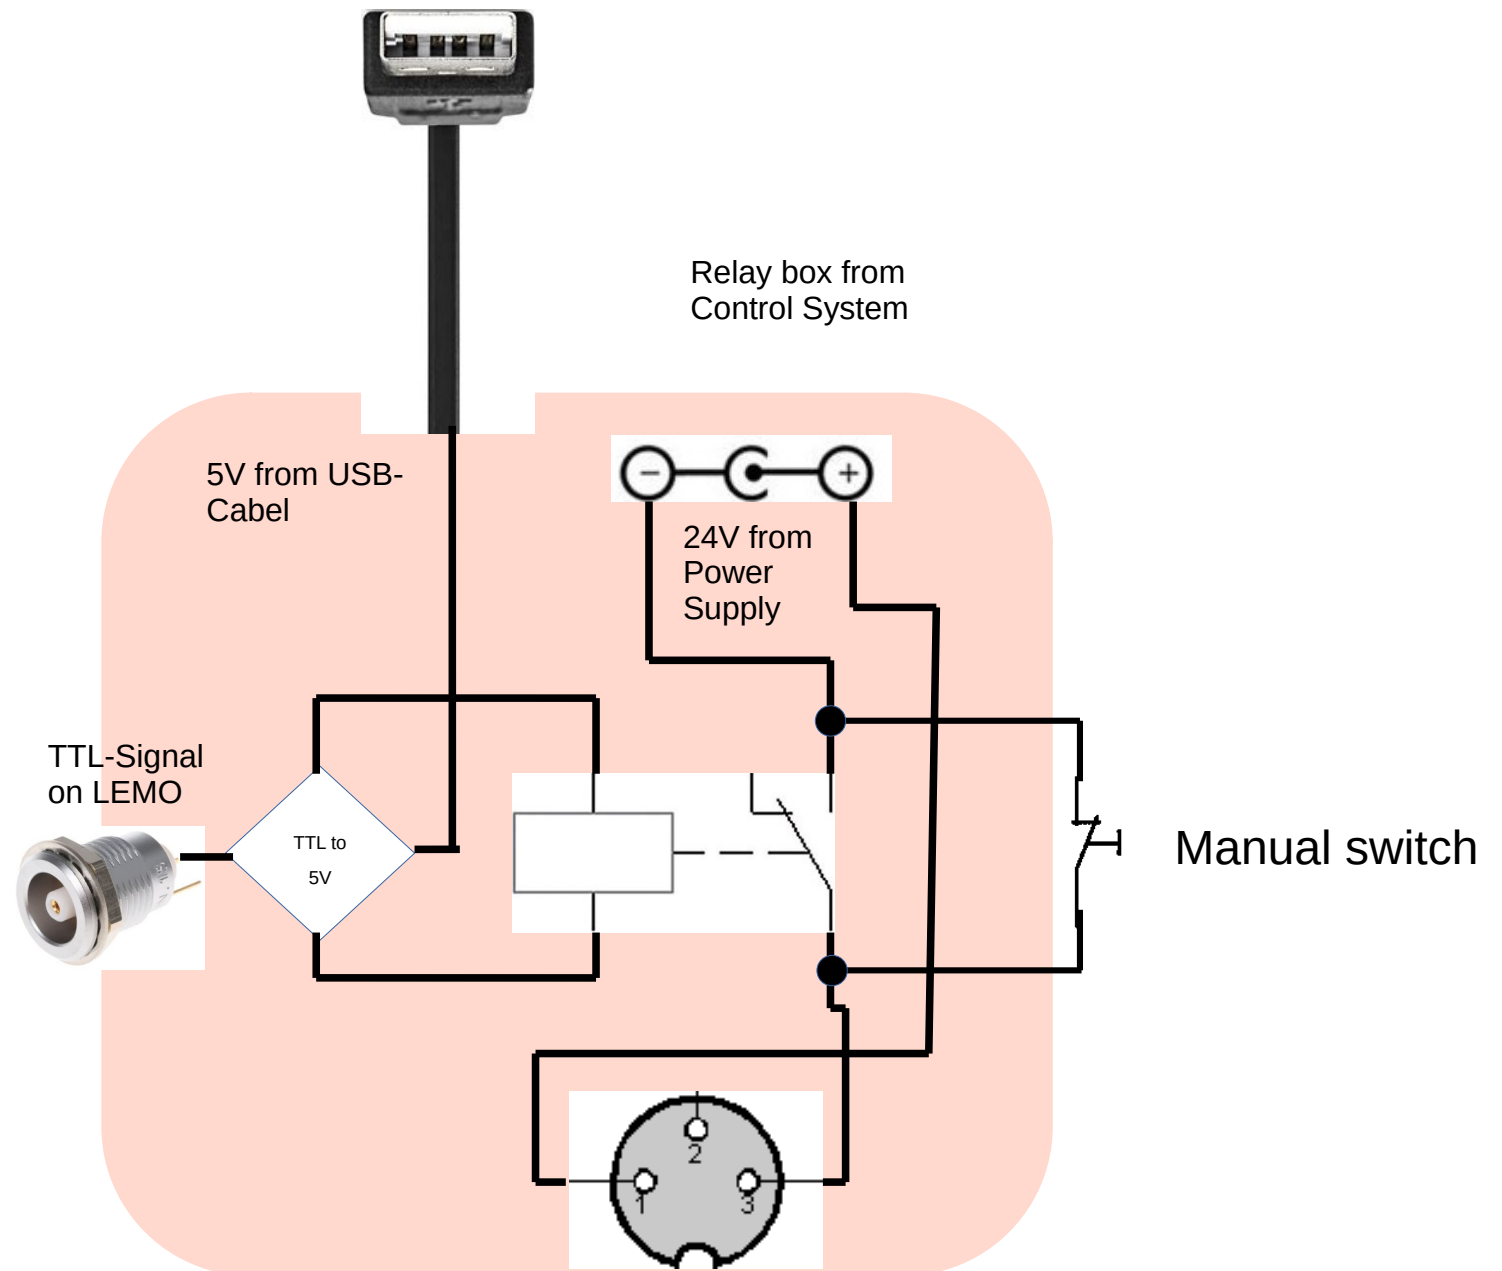 Relay box from
Control System
5V from USB-
Cabel
24V from
Power
Supply
TTL-Signal
on LEMO
TTL to
5V
Manual switch
2
1
3